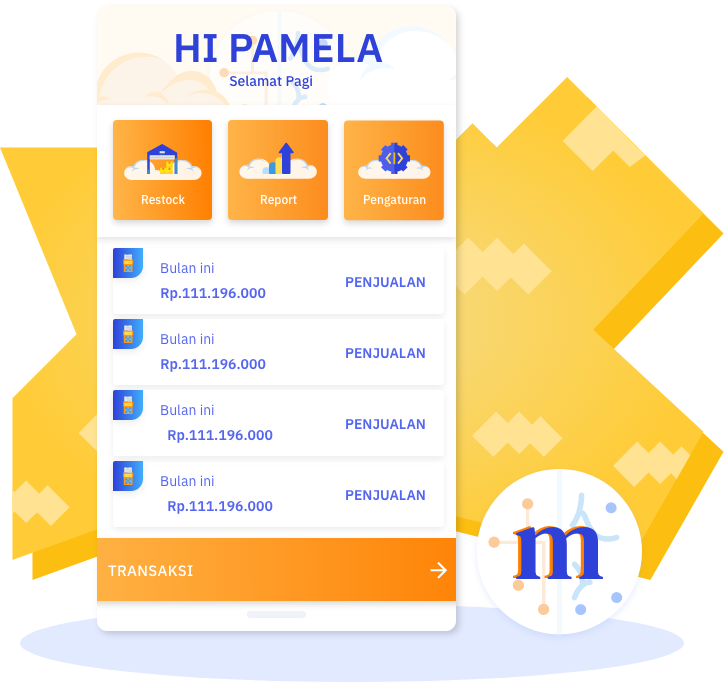 HI PAMELA
Selamat Pagi
Restock
Report
Pengaturan
Bulan ini
Rp.111.196.000
PENJUALAN
Bulan ini
Rp.111.196.000
PENJUALAN
Bulan ini
Rp.111.196.000
PENJUALAN
Bulan ini
Rp.111.196.000
PENJUALAN
TRANSAKSI
m